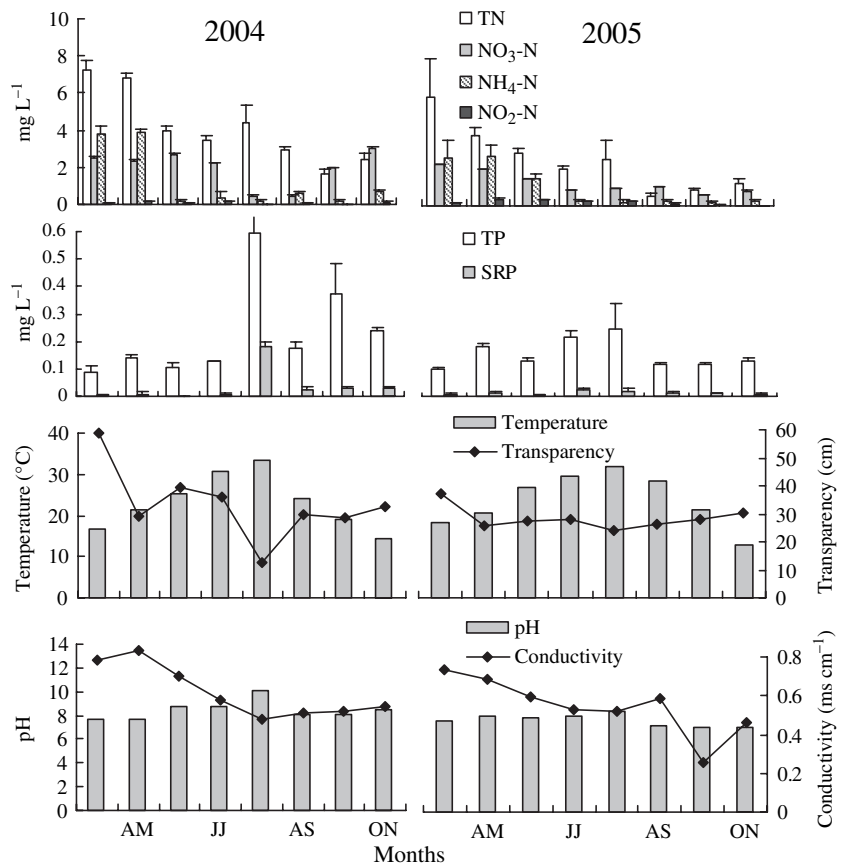 2004
2005
TN
NO₃-N
NH₄-N
NO₂-N
mg L⁻¹
10
8
6
4
2
0
TP
SRP
mg L⁻¹
0.6
0.5
0.4
0.3
0.2
0.1
0
Temperature
Transparency
Temperature (°C)
40
30
20
10
0
60
50
40
30
20
10
0
Transparency (cm)
pH
Conductivity
pH
14
12
10
8
6
4
2
0
0.8
0.6
0.4
0.2
0
Conductivity (ms cm⁻¹)
AM JJ AS ON AM JJ AS ON
Months